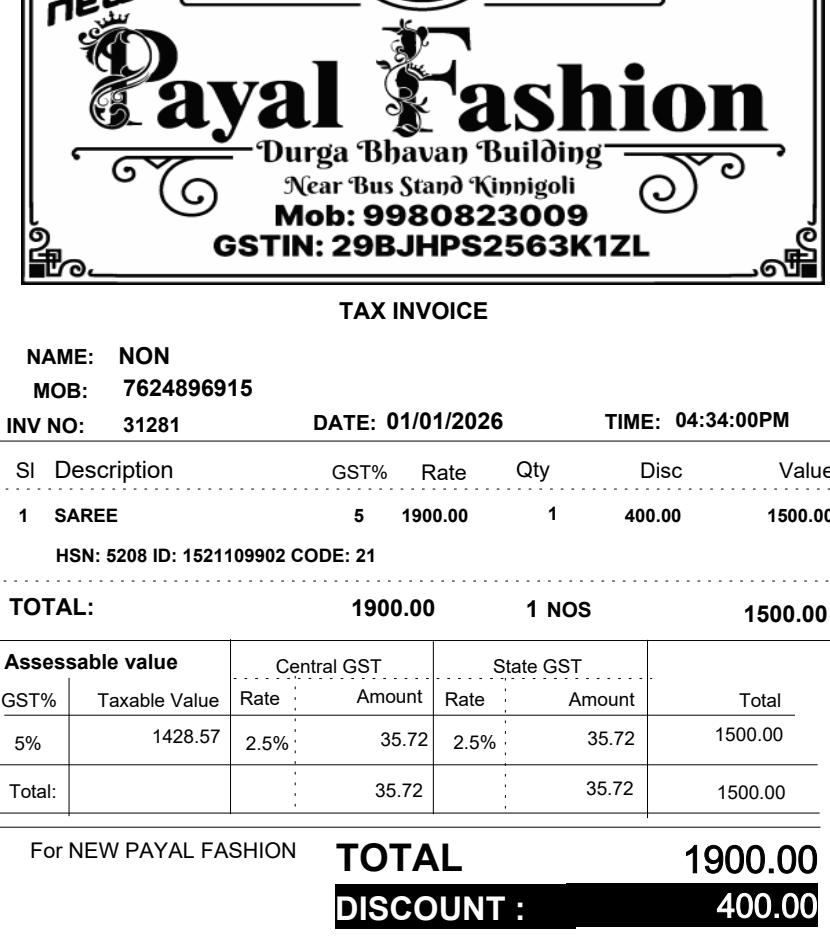 new
Payal Fashion
Durga Bhavan Building
Near Bus Stand Kinnigoli
Mob: 9980823009
GSTIN: 29BJHPS2563K1ZL
TAX INVOICE
NAME: NON
MOB: 7624896915
INV NO: 31281 DATE: 01/01/2026 TIME: 04:34:00PM
Sl Description GST% Rate Qty Disc Value
1 SAREE 5 1900.00 1 400.00 1500.00
HSN: 5208 ID: 1521109902 CODE: 21
TOTAL: 1900.00 1 NOS 1500.00
Assessable value Central GST State GST
GST% Taxable Value Rate Amount Rate Amount Total
5% 1428.57 2.5% 35.72 2.5% 35.72 1500.00
Total: 35.72 35.72 1500.00
For NEW PAYAL FASHION TOTAL 1900.00
DISCOUNT : 400.00